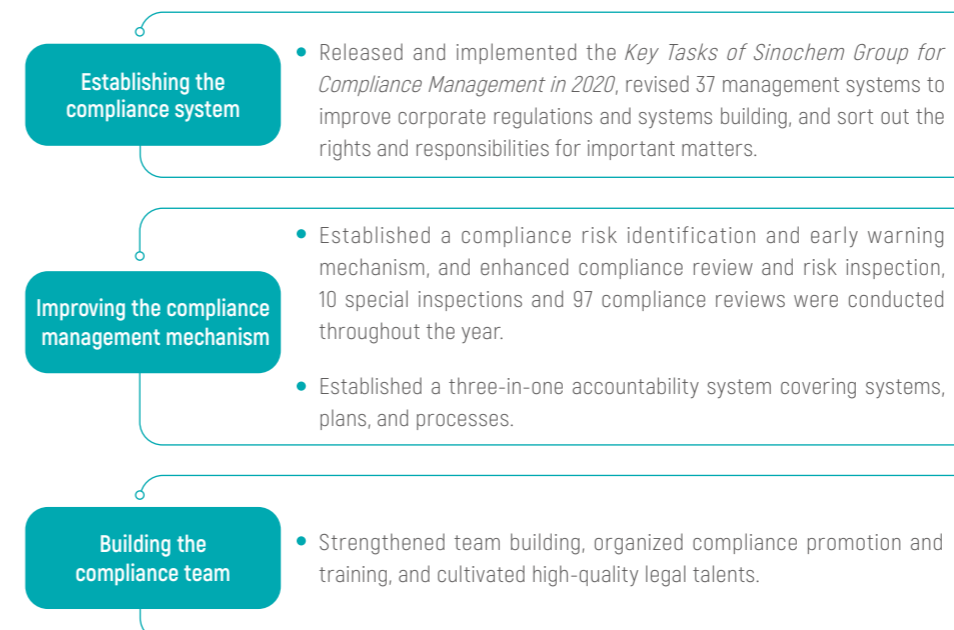 Establishing the
compliance system
• Released and implemented the Key Tasks of Sinochem Group for
Compliance Management in 2020, revised 37 management systems to
improve corporate regulations and systems building, and sort out the
rights and responsibilities for important matters.
Improving the compliance
management mechanism
• Established a compliance risk identification and early warning
mechanism, and enhanced compliance review and risk inspection,
10 special inspections and 97 compliance reviews were conducted
throughout the year.
• Established a three-in-one accountability system covering systems,
plans, and processes.
Building the
compliance team
• Strengthened team building, organized compliance promotion and
training, and cultivated high-quality legal talents.